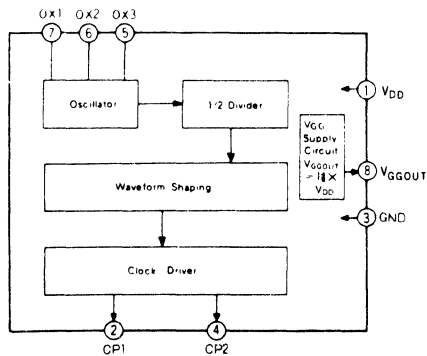 OX1 OX2 OX3
7 6 5
Oscillator
1/2 Divider
1
VDD
VGG
Supply
Circuit
VGGOUT
VDD
8
VGGOUT
Waveform Shaping
3
GND
Clock Driver
2
4
CP1
CP2